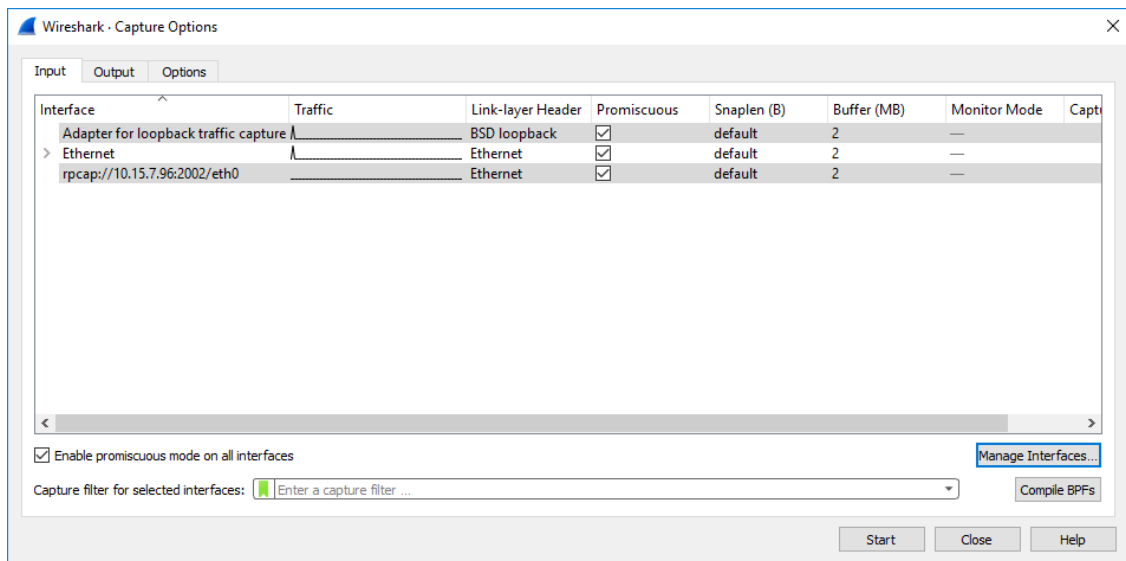 Wireshark · Capture Options
Input Output Options
Interface Traffic Link-layer Header Promiscuous Snaplen (B) Buffer (MB) Monitor Mode Captu
Adapter for loopback traffic capture BSD loopback default 2 —
Ethernet Ethernet default 2 —
rpcap://10.15.7.96:2002/eth0 Ethernet default 2 —
Enable promiscuous mode on all interfaces Manage Interfaces...
Capture filter for selected interfaces: Enter a capture filter ... Compile BPFs
Start Close Help